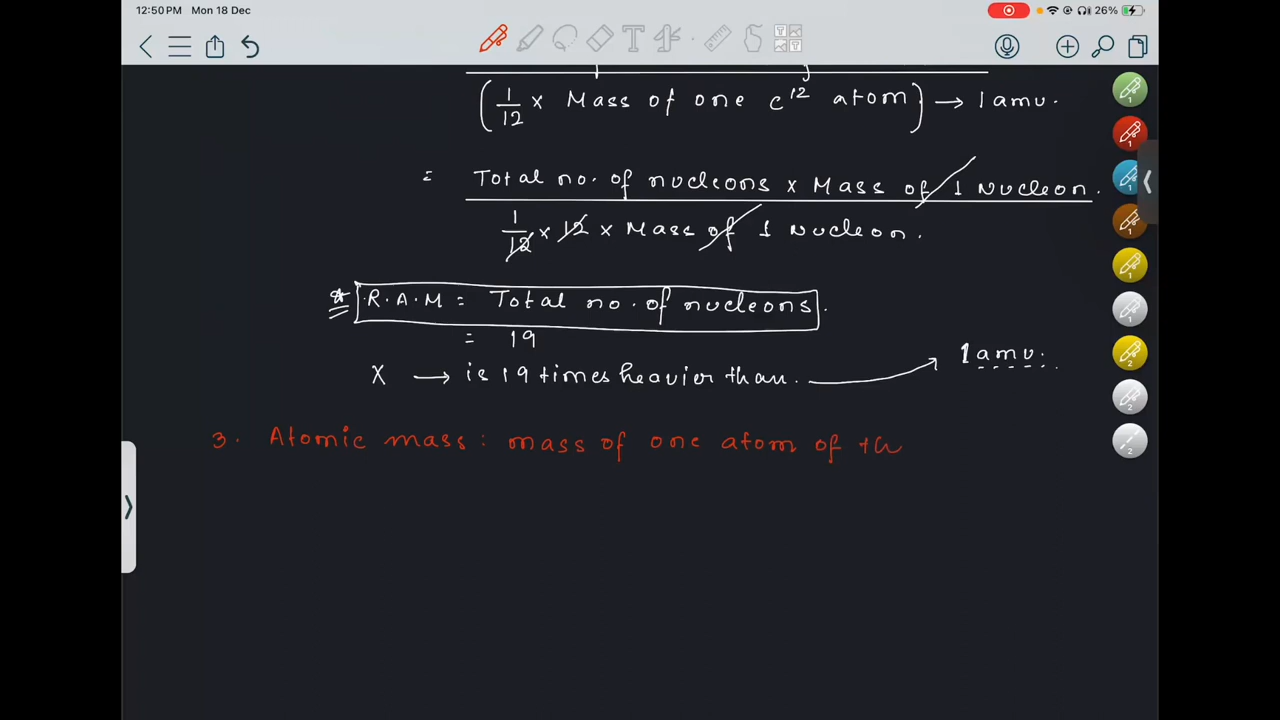 12:50 PM Mon 18 Dec 26%
(1/12 × Mass of one c¹² atom) → 1 amu.
= Total no. of nucleons × Mass of 1 Nucleon.
1/12 × 12 × Mass of 1 Nucleon.
* R.A.M = Total no. of nucleons.
= 19
X → is 19 times heavier than. → 1 amu.
3. Atomic mass: mass of one atom of